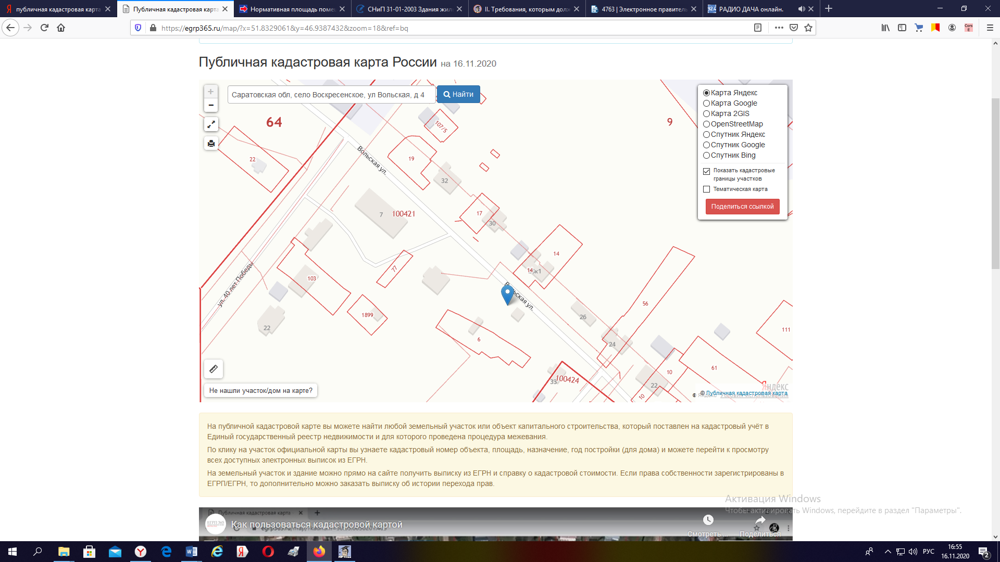 публичная кадастровая карта
Публичная кадастровая карта
Нормативная площадь поме
СНиП 31-01-2003 Здания жил
II. Требования, которым долж
4763 | Электронное правитель
РАДИО ДАЧА онлайн.
https://egrp365.ru/map/?x=51.8329061&y=46.9387432&zoom=18&ref=bq
Публичная кадастровая карта России на 16.11.2020
Саратовская обл, село Воскресенское, ул Вольская, д 4
Найти
Карта Яндекс
Карта Google
Карта 2GIS
OpenStreetMap
Спутник Яндекс
Спутник Google
Спутник Bing
Показать кадастровые
границы участков
Тематическая карта
Поделиться ссылкой
64
9
107/5
22
19
Вольская ул.
32
7
100421
17
30
14
14
к1
77
103
ул. 40 лет Победы
Вольская ул.
56
1899
26
22
6
24
111
61
10
33
100424
22
10
Яндекс
© Публичная кадастровая карта
© Яндекс Условия использования
Не нашли участок/дом на карте?
На публичной кадастровой карте вы можете найти любой земельный участок или объект капитального строительства, который поставлен на кадастровый учёт в
Единый государственный реестр недвижимости и для которого проведена процедура межевания.
По клику на участок официальной карты вы узнаете кадастровый номер объекта, площадь, назначение, год постройки (для дома) и можете перейти к просмотру
всех доступных электронных выписок из ЕГРН.
На земельный участок и здание можно прямо на сайте получить выписку из ЕГРН и справку о кадастровой стоимости. Если права собственности зарегистрированы в
ЕГРП/ЕГРН, то дополнительно можно заказать выписку об истории перехода прав.
Активация Windows
Чтобы активировать Windows, перейдите в раздел "Параметры".
Публичная кадастровая карта
ЕГРП 365
Как пользоваться кадастровой картой
Смотреть ...
Поделиться
РУС
16:55
16.11.2020
2